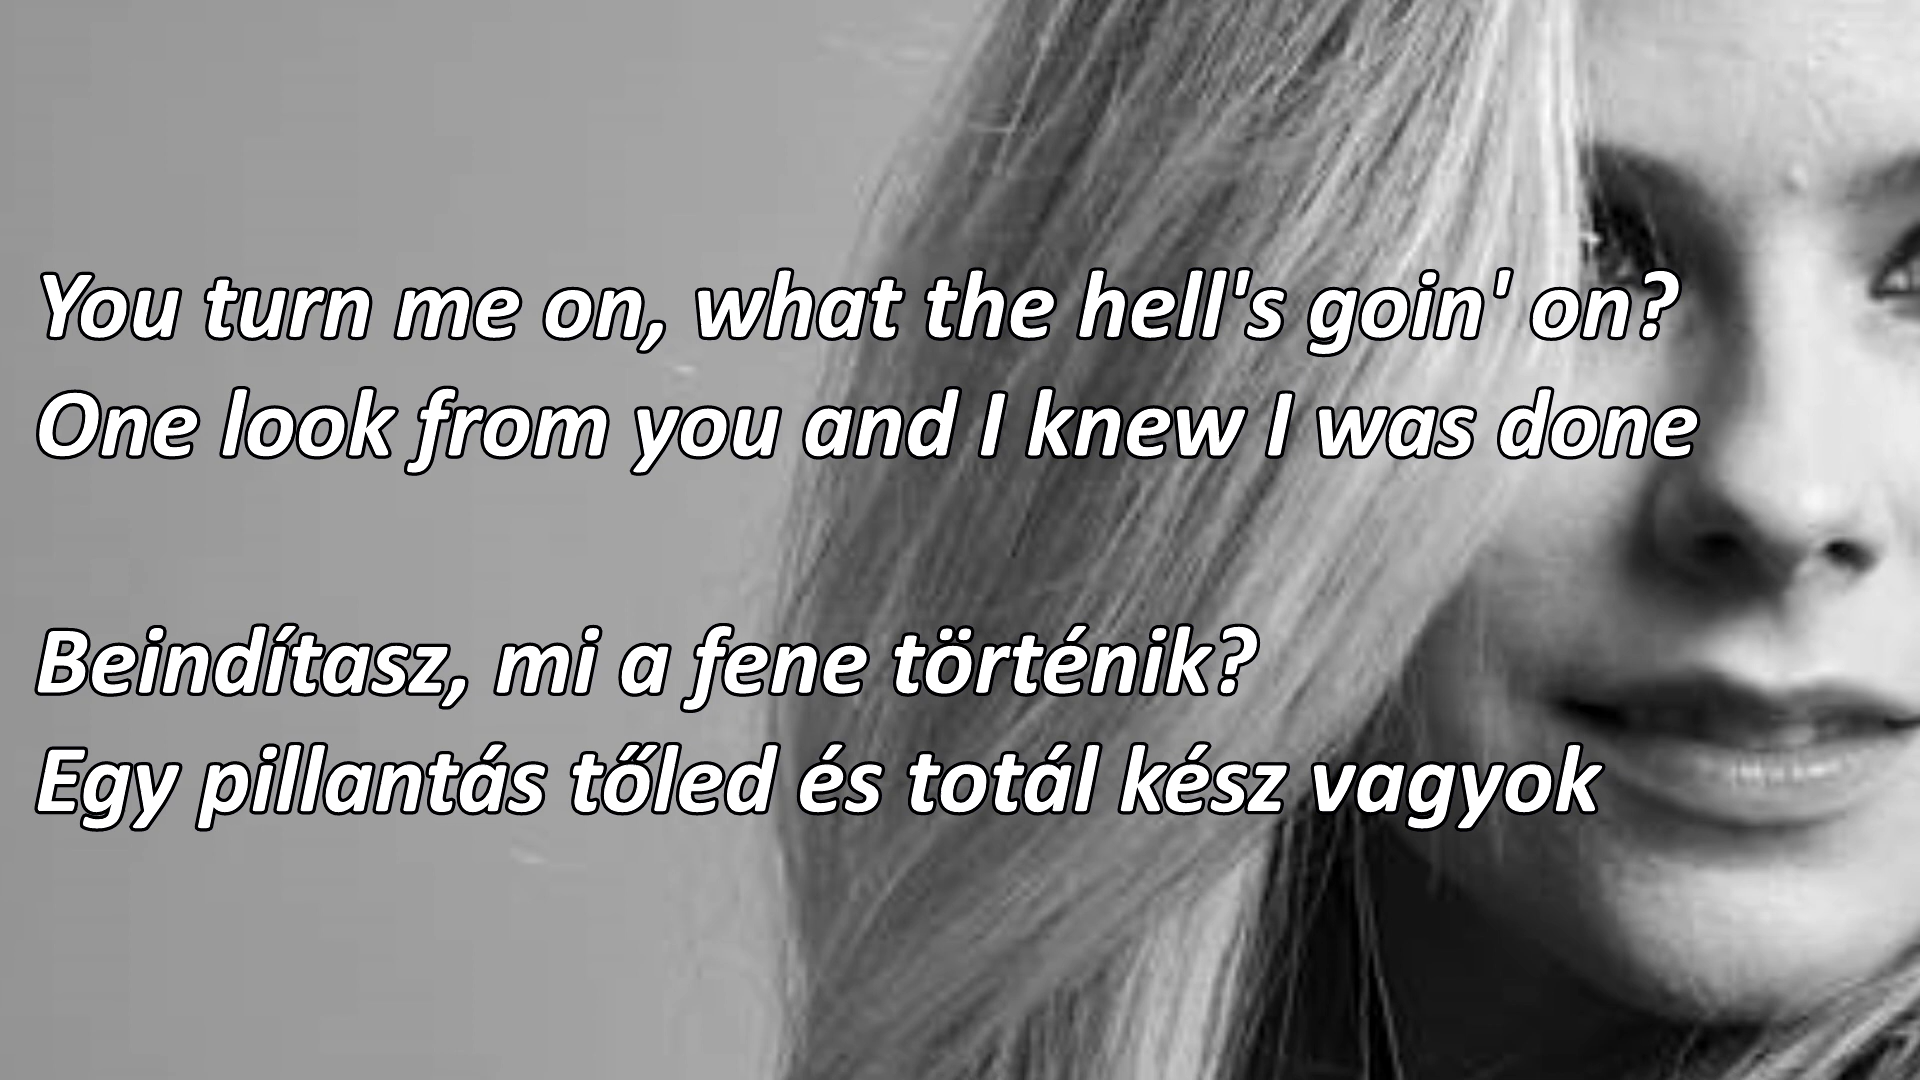 You turn me on, what the hell's goin' on?
One look from you and I knew I was done
Beindítasz, mi a fene történik?
Egy pillantás tőled és totál kész vagyok